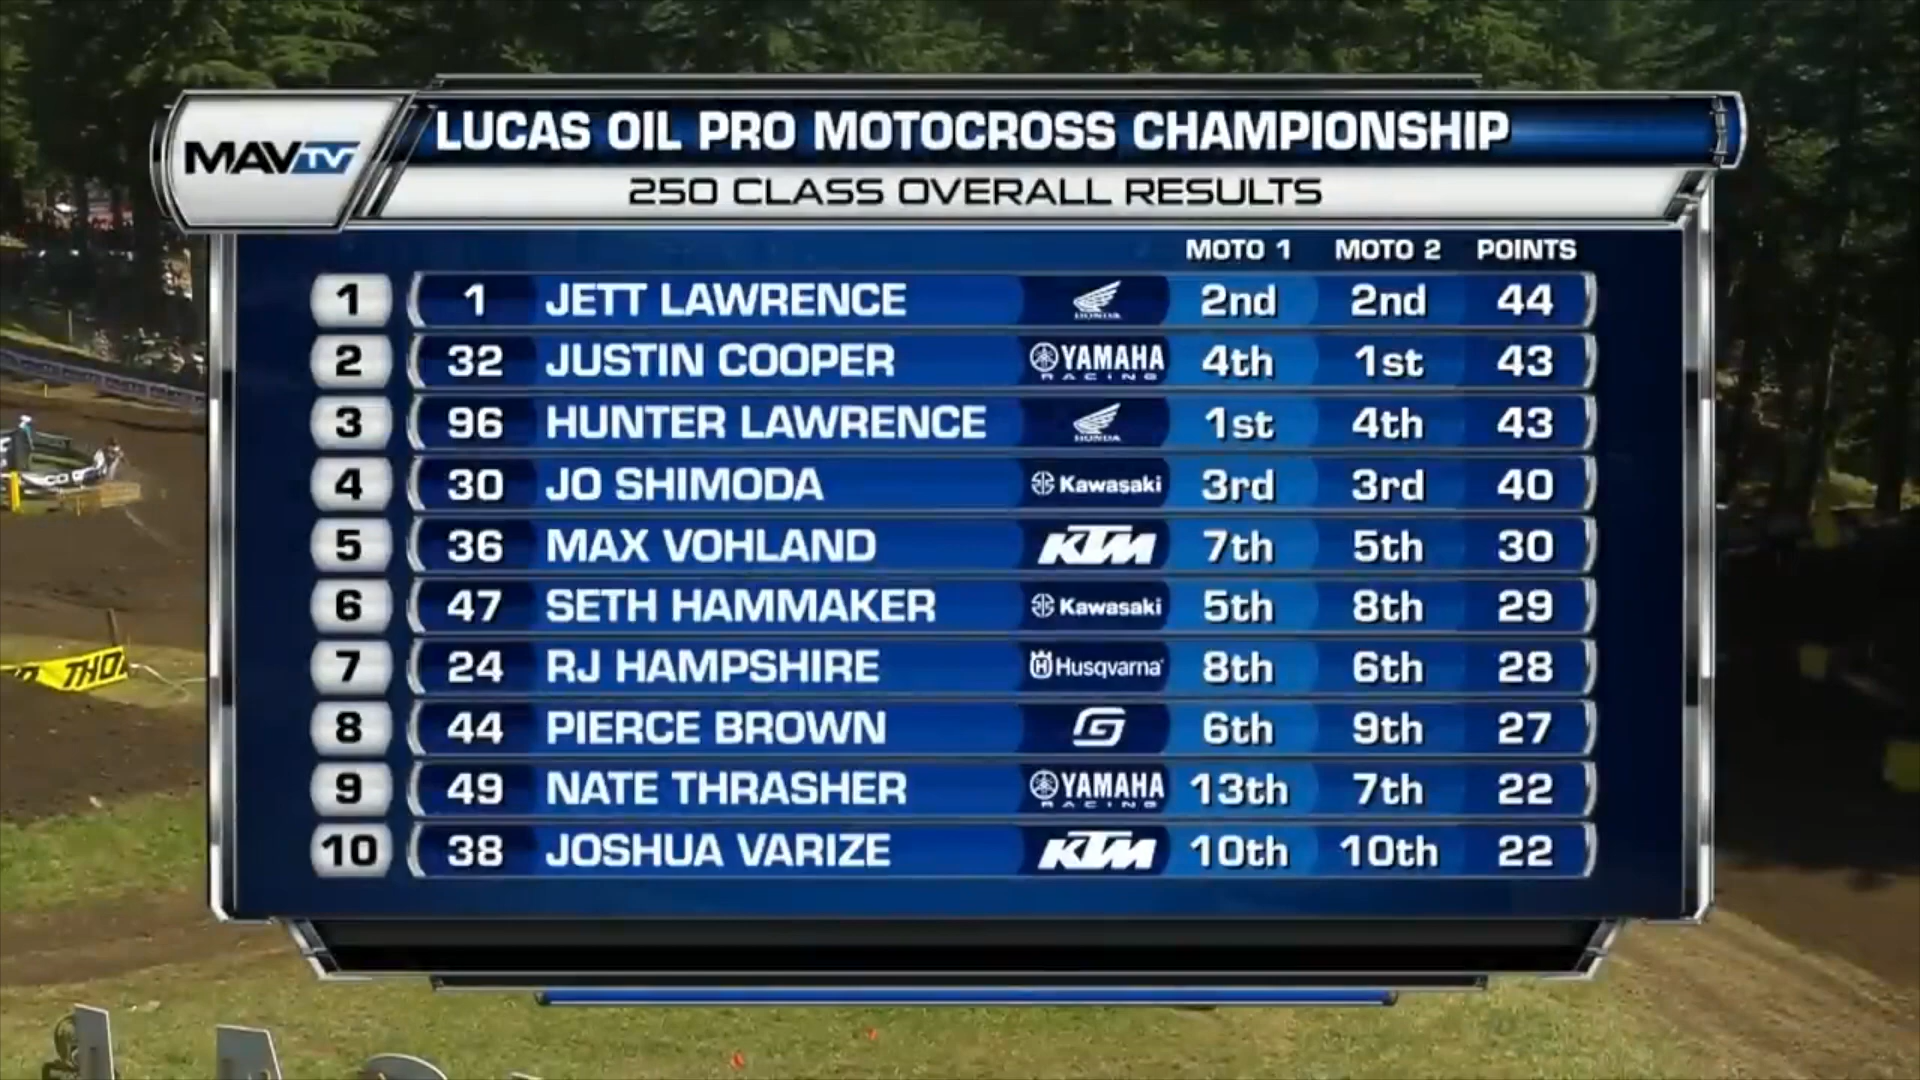 MAVTV
LUCAS OIL PRO MOTOCROSS CHAMPIONSHIP
250 CLASS OVERALL RESULTS
MOTO 1 MOTO 2 POINTS
1 1 JETT LAWRENCE HONDA 2nd 2nd 44
2 32 JUSTIN COOPER YAMAHA RACING 4th 1st 43
3 96 HUNTER LAWRENCE HONDA 1st 4th 43
4 30 JO SHIMODA Kawasaki 3rd 3rd 40
5 36 MAX VOHLAND KTM 7th 5th 30
6 47 SETH HAMMAKER Kawasaki 5th 8th 29
7 24 RJ HAMPSHIRE Husqvarna 8th 6th 28
8 44 PIERCE BROWN G 6th 9th 27
9 49 NATE THRASHER YAMAHA RACING 13th 7th 22
10 38 JOSHUA VARIZE KTM 10th 10th 22
THO